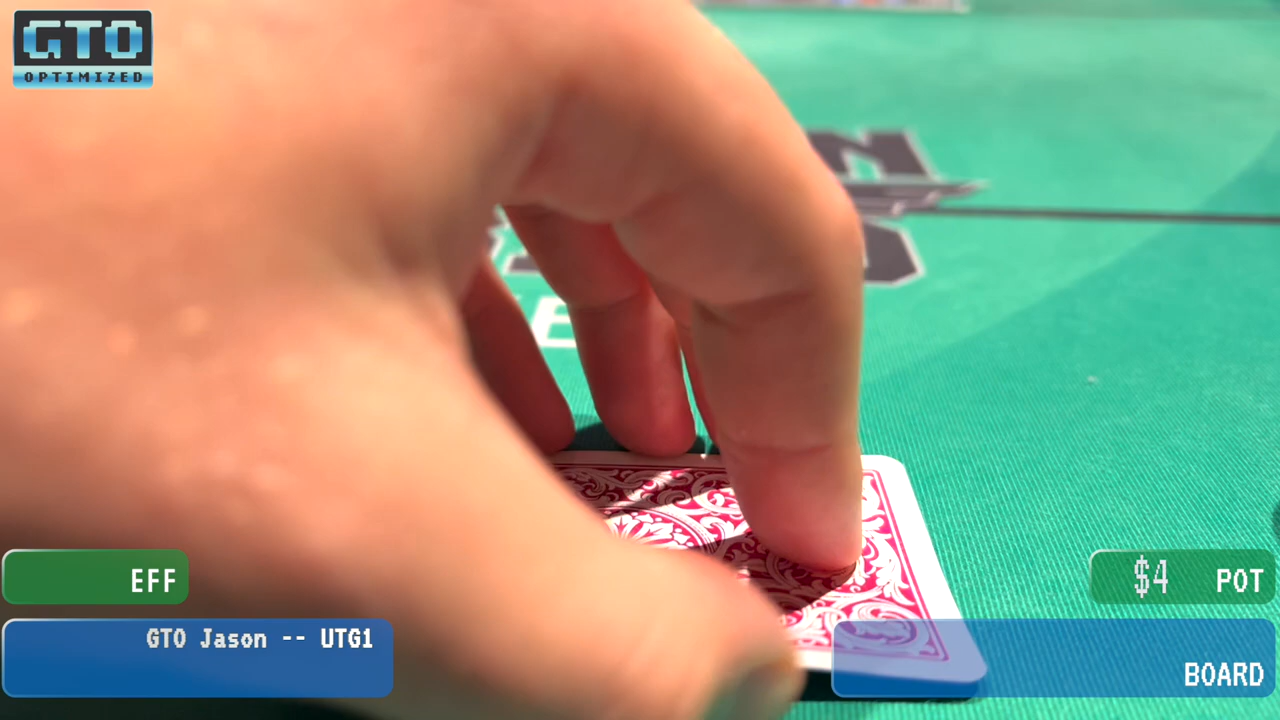 GTO
OPTIMIZED
EFF
$4 POT
GTO Jason -- UTG1
BOARD